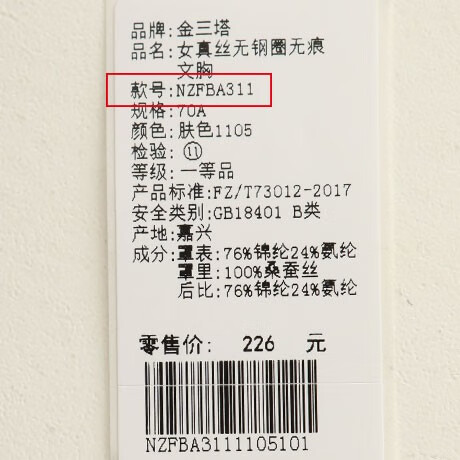 品牌:金三塔
品名:女真丝无钢圈无痕
文胸
款号:NZFBA311
规格:70A
颜色:肤色1105
检验: ⑪
等级:一等品
产品标准:FZ/T73012-2017
安全类别:GB18401 B类
产地:嘉兴
成分:罩表:76%锦纶24%氨纶
罩里:100%桑蚕丝
后比:76%锦纶24%氨纶
零售价: 226 元
NZFBA3111105101